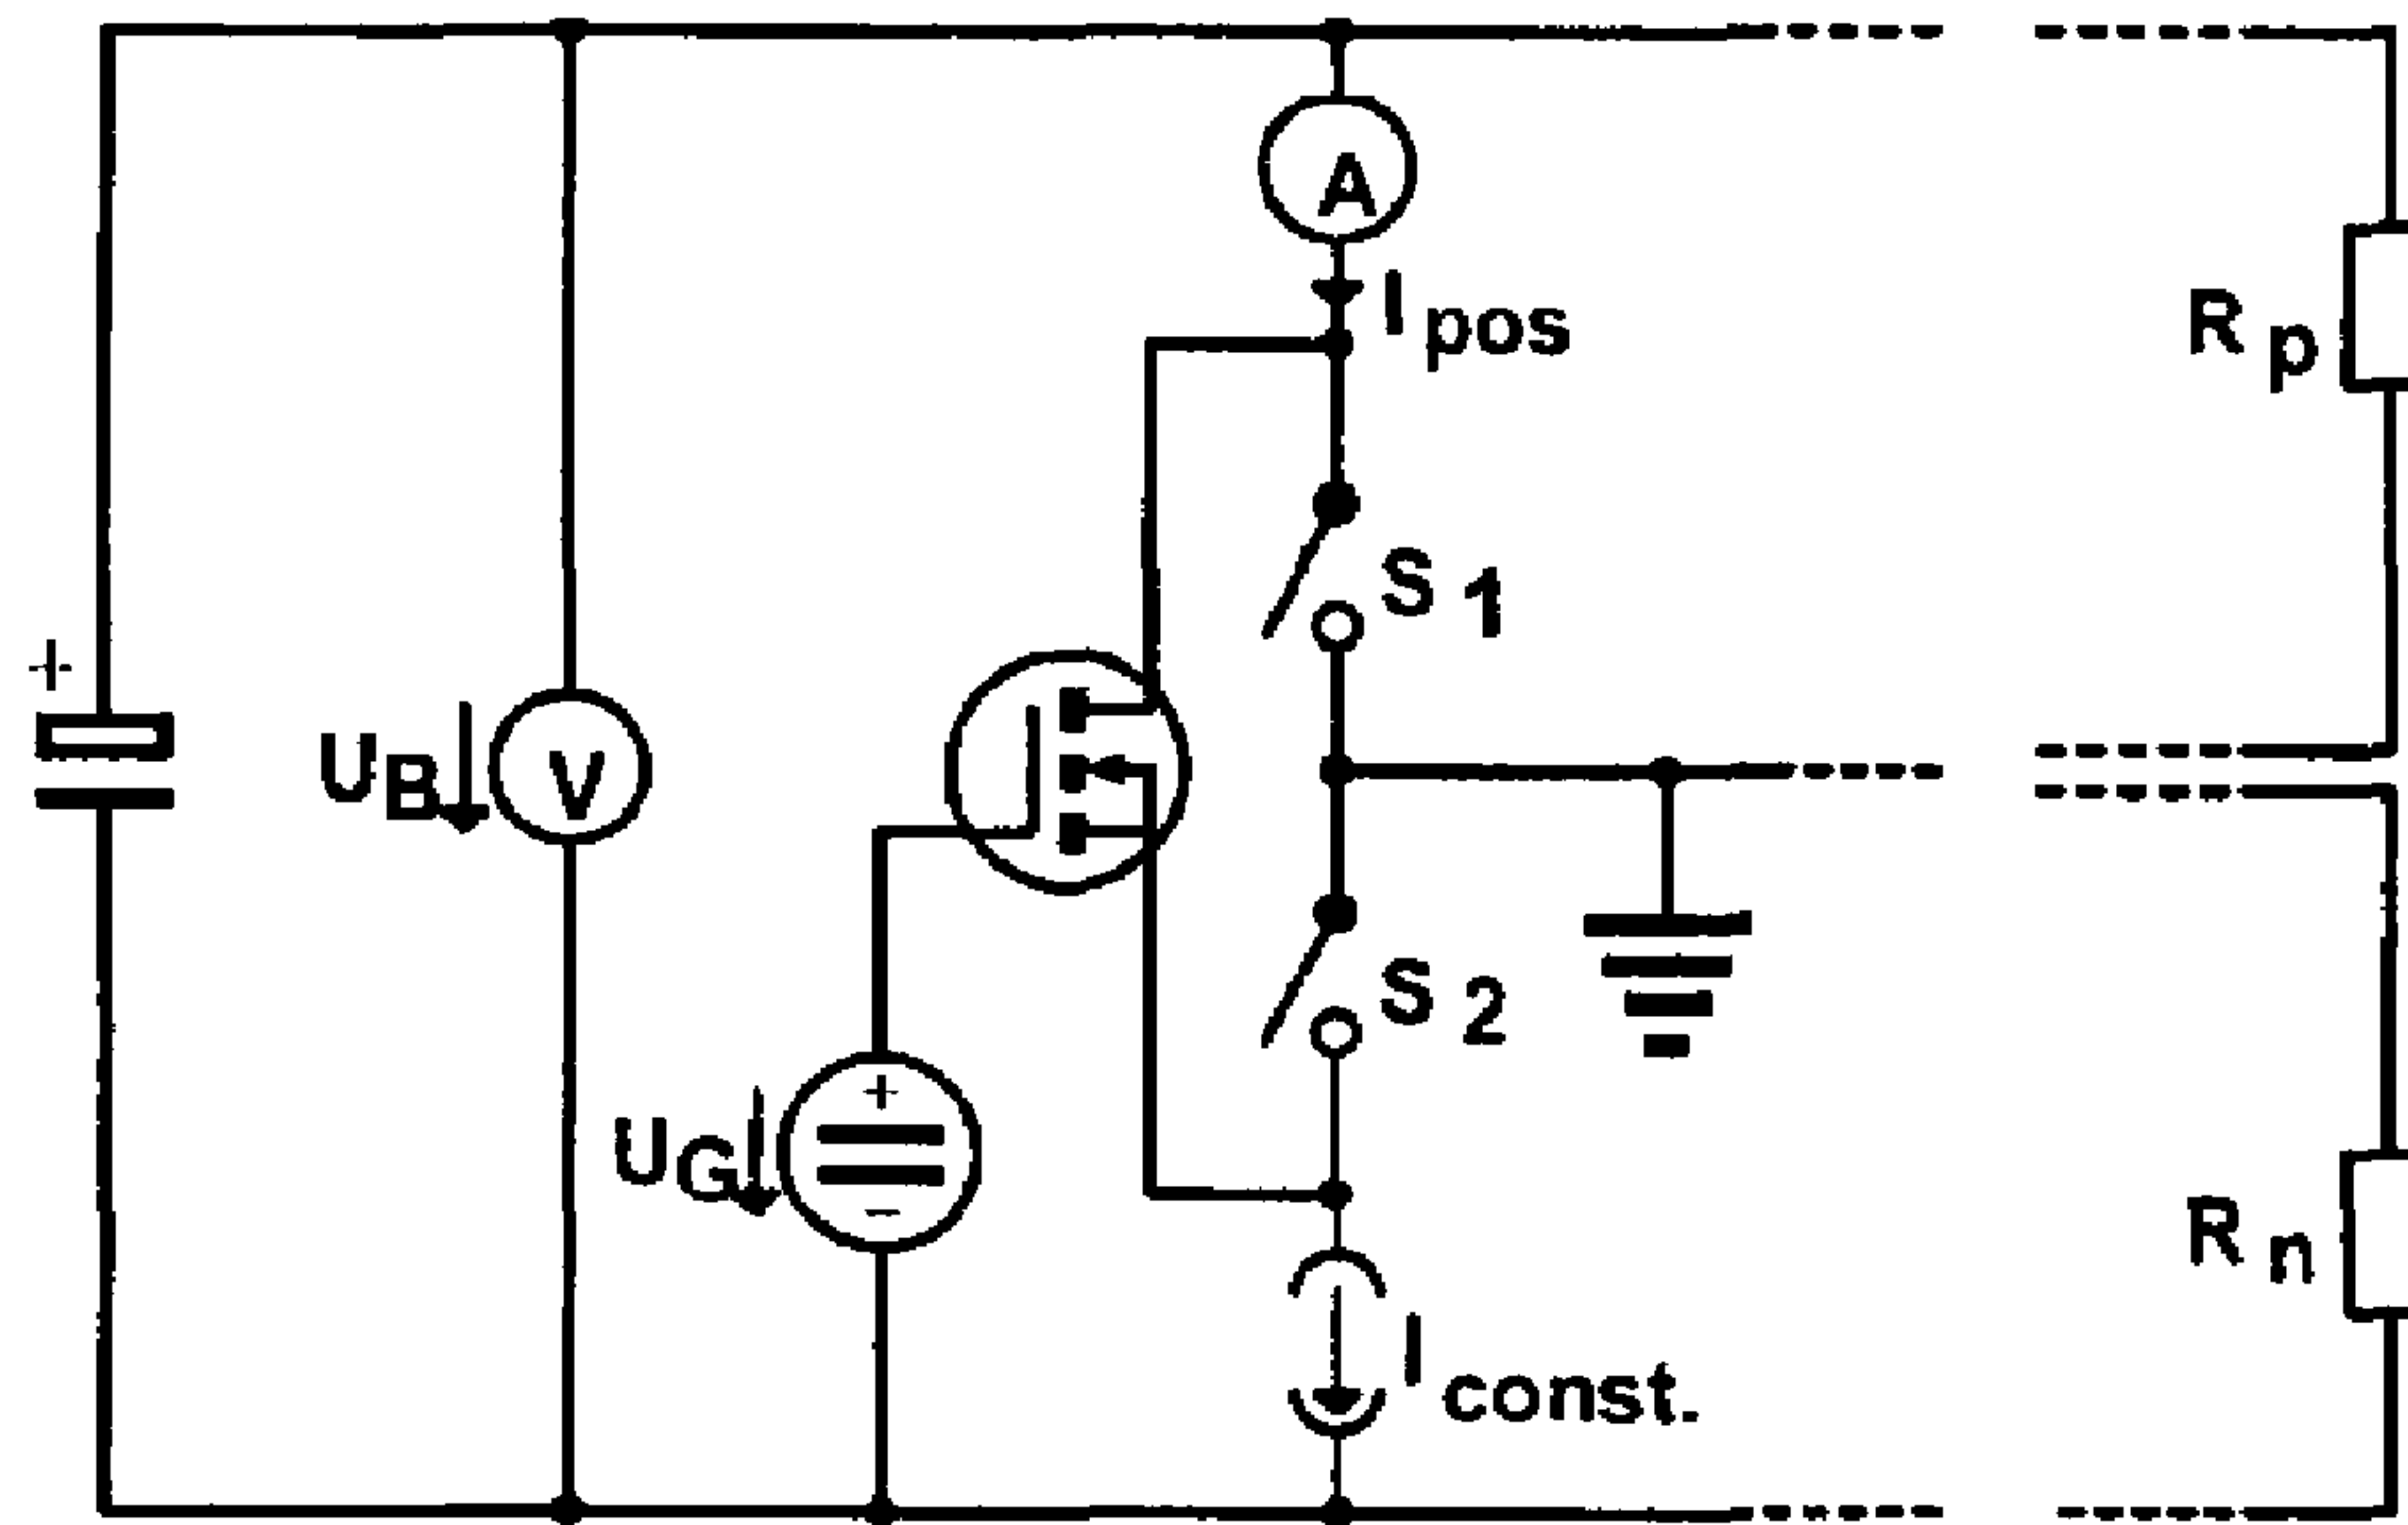 A
I pos
R p
S 1
+
U B
V
S 2
+
U G
−
R n
I const.